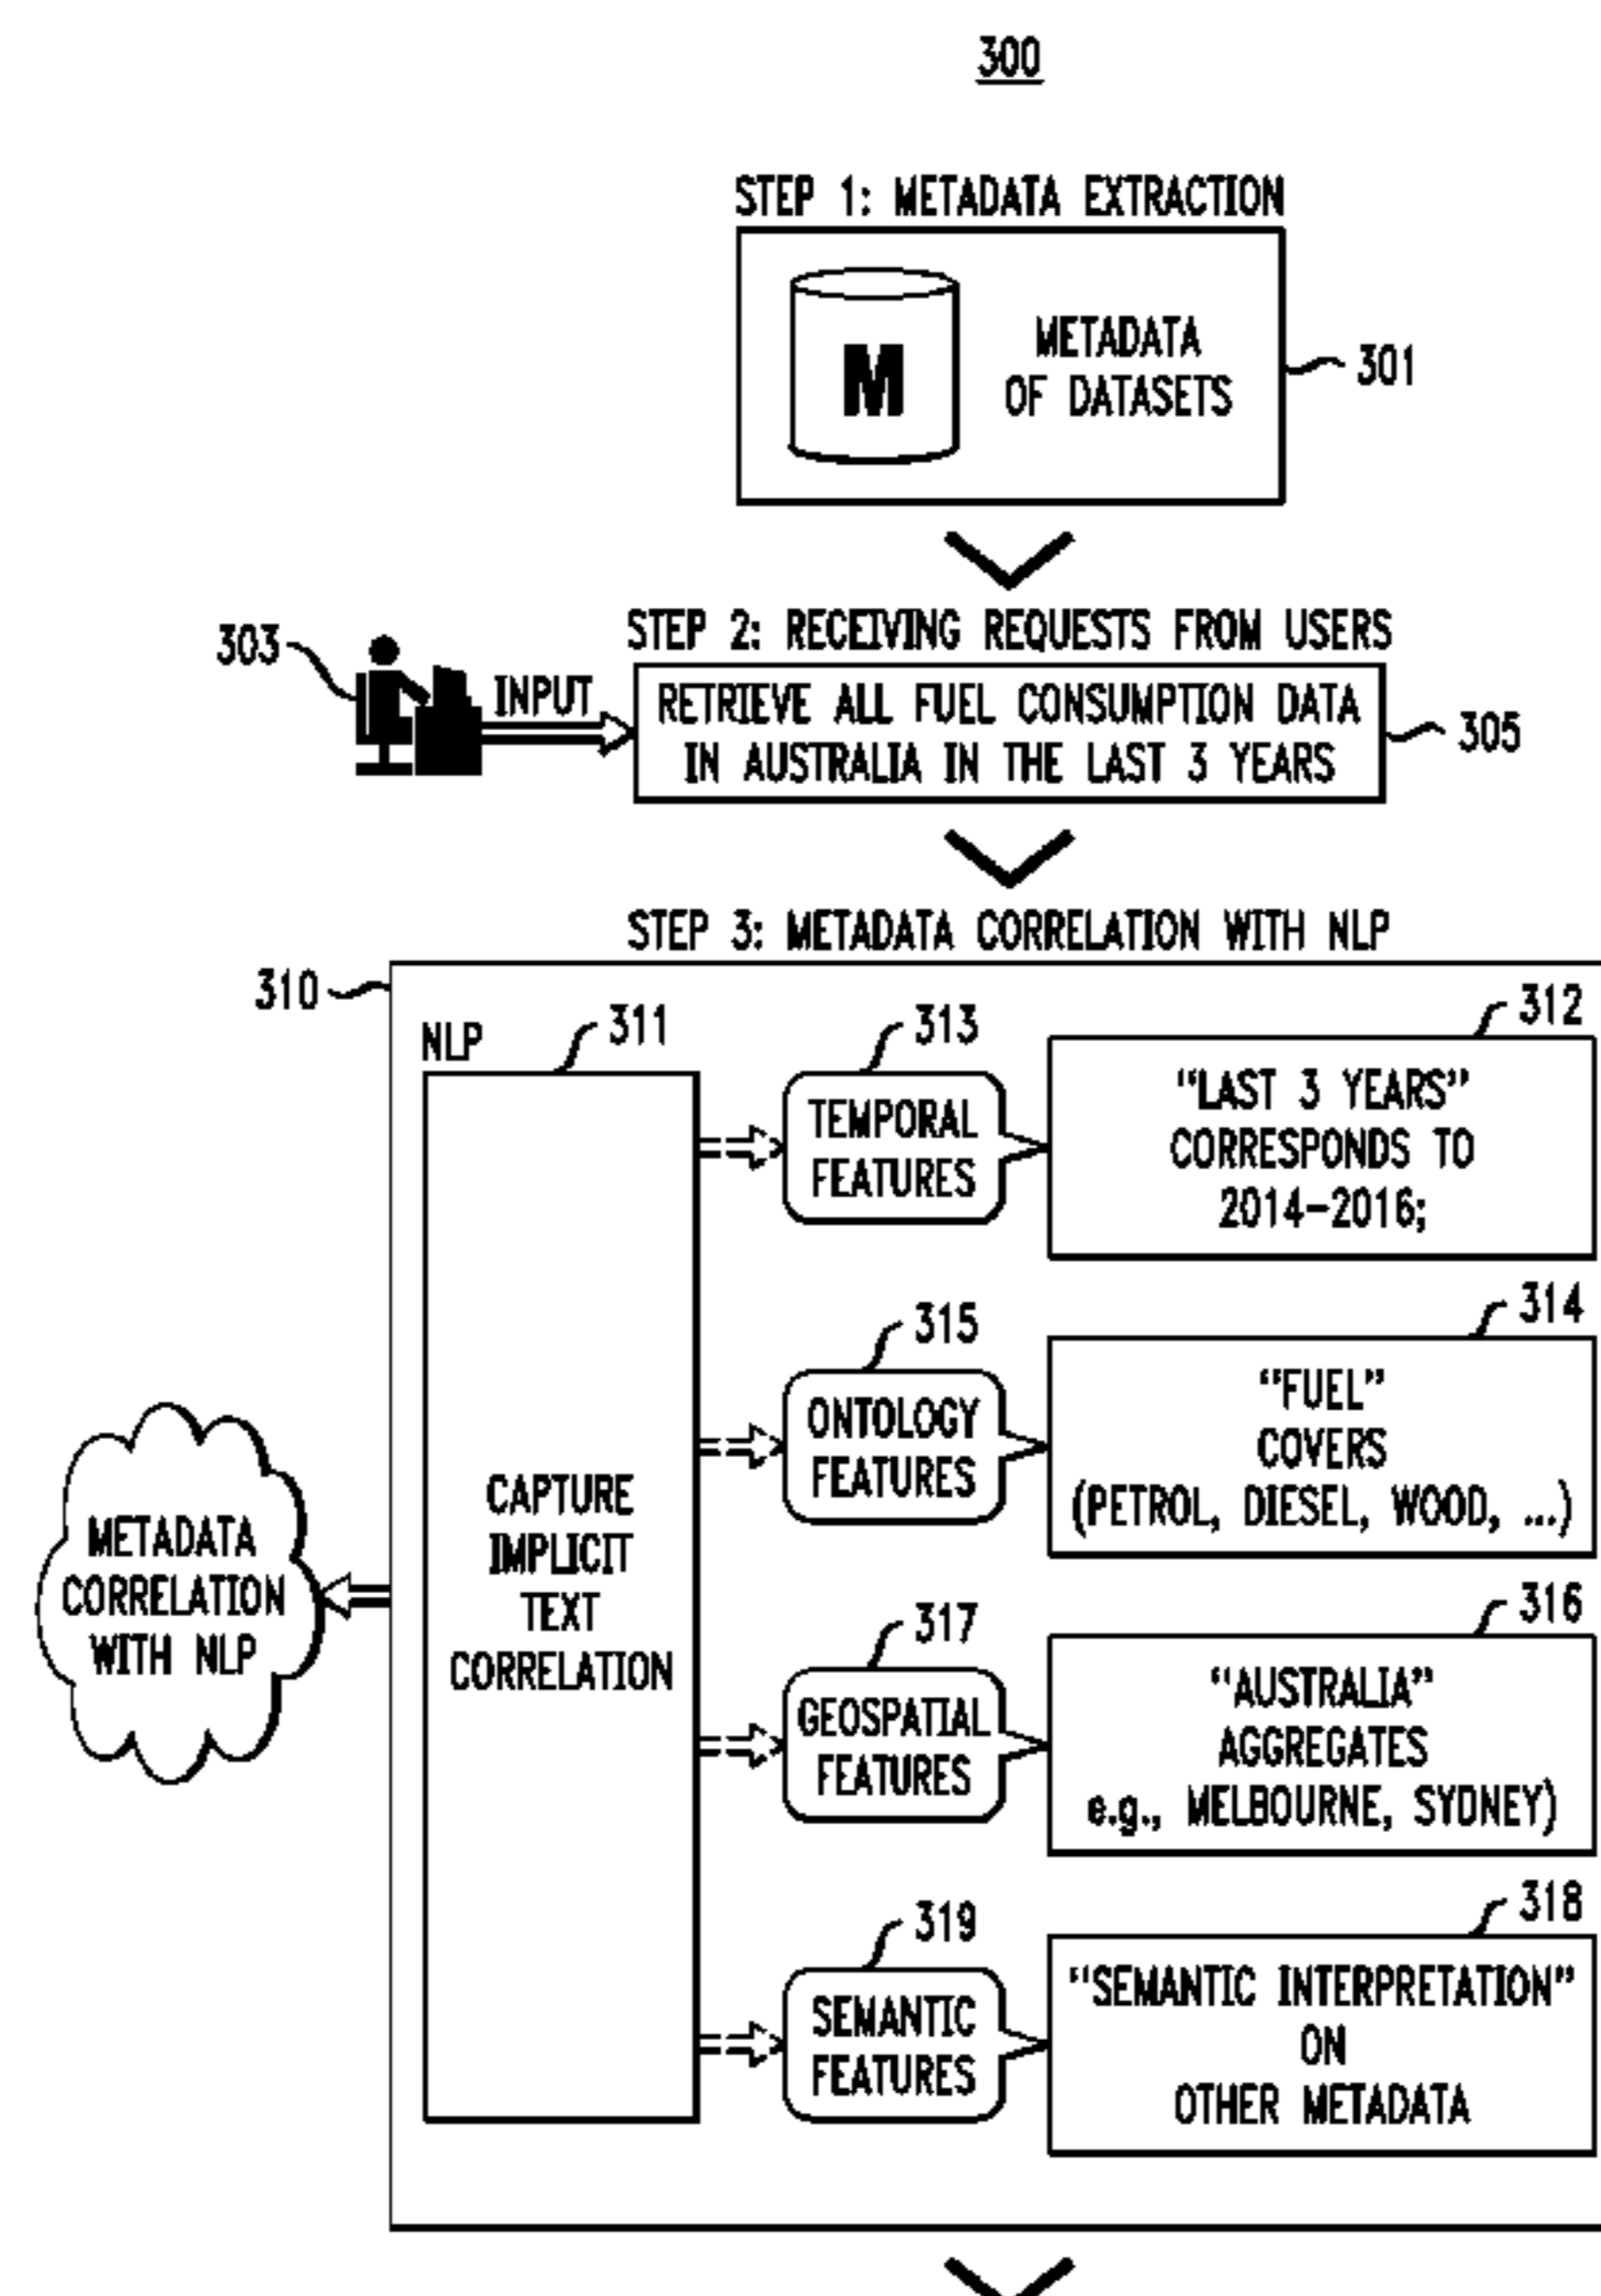 300
STEP 1: METADATA EXTRACTION
M
METADATA
OF DATASETS
301
STEP 2: RECEIVING REQUESTS FROM USERS
303
INPUT
RETRIEVE ALL FUEL CONSUMPTION DATA
IN AUSTRALIA IN THE LAST 3 YEARS
305
STEP 3: METADATA CORRELATION WITH NLP
310
NLP
311
CAPTURE
IMPLICIT
TEXT
CORRELATION
313
TEMPORAL
FEATURES
312
"LAST 3 YEARS"
CORRESPONDS TO
2014-2016;
315
ONTOLOGY
FEATURES
314
"FUEL"
COVERS
(PETROL, DIESEL, WOOD, ...)
317
GEOSPATIAL
FEATURES
316
"AUSTRALIA"
AGGREGATES
e.g., MELBOURNE, SYDNEY)
319
SEMANTIC
FEATURES
318
"SEMANTIC INTERPRETATION"
ON
OTHER METADATA
METADATA
CORRELATION
WITH NLP